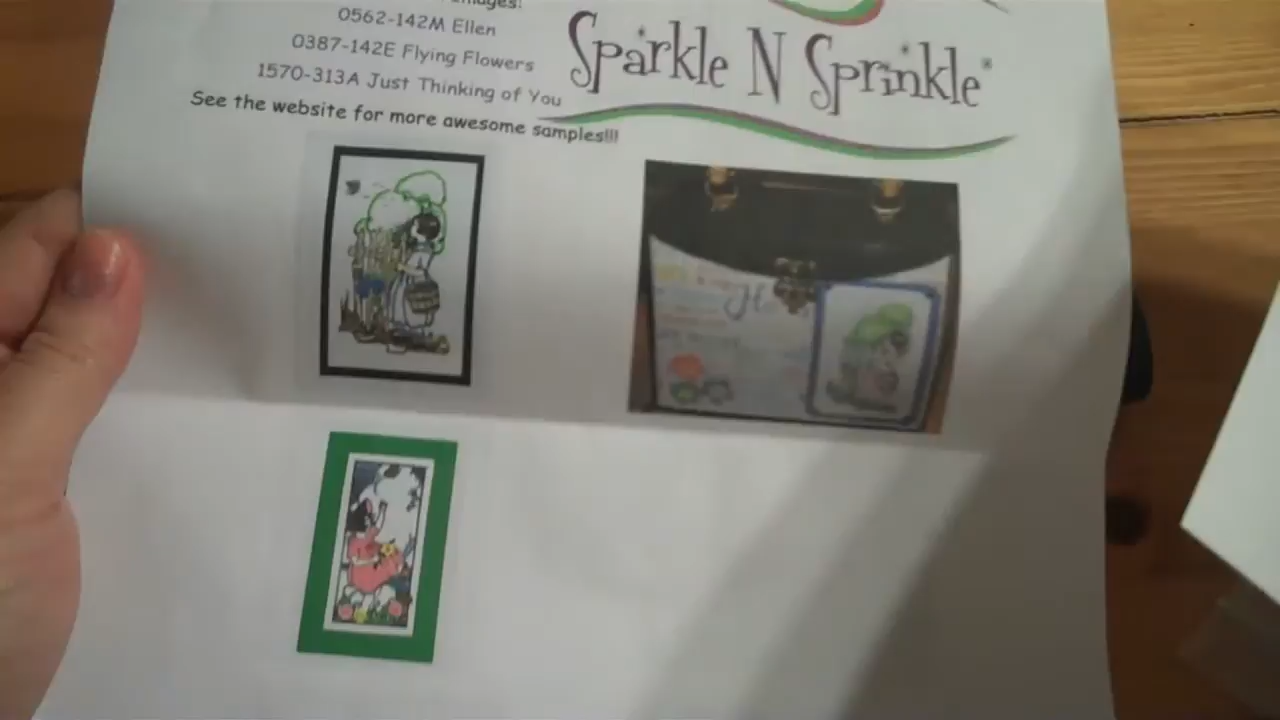 0562-142M Ellen
0387-142E Flying Flowers
1570-313A Just Thinking of You
See the website for more awesome samples!!!
Sparkle N Sprinkle®